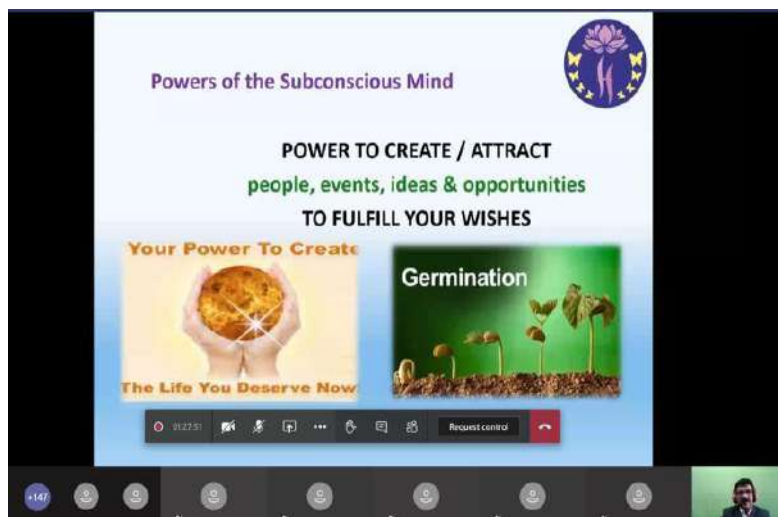 Powers of the Subconscious Mind
H
POWER TO CREATE / ATTRACT
people, events, ideas & opportunities
TO FULFILL YOUR WISHES
Your Power To Create
The Life You Deserve Now
Germination
01:27:51
Request control
+147